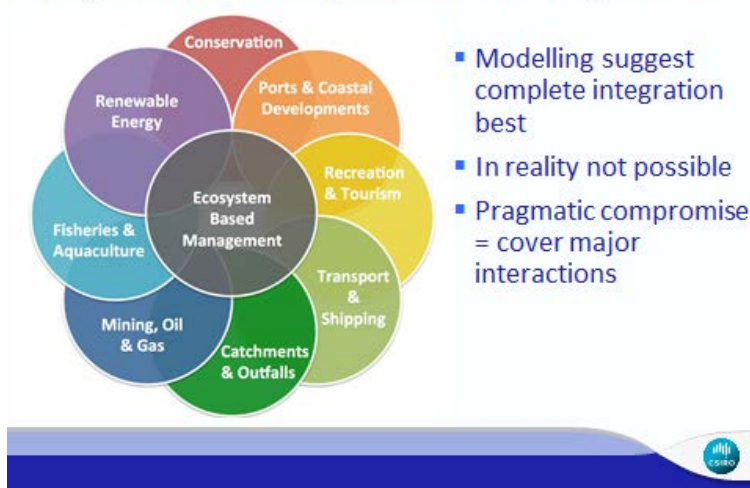 Conservation
Ports & Coastal
Developments
Renewable
Energy
Recreation
& Tourism
Ecosystem
Based
Management
Fisheries &
Aquaculture
Transport
&
Shipping
Mining, Oil
& Gas
Catchments
& Outfalls
▪ Modelling suggest
complete integration
best
▪ In reality not possible
▪ Pragmatic compromise
= cover major
interactions
CSIRO